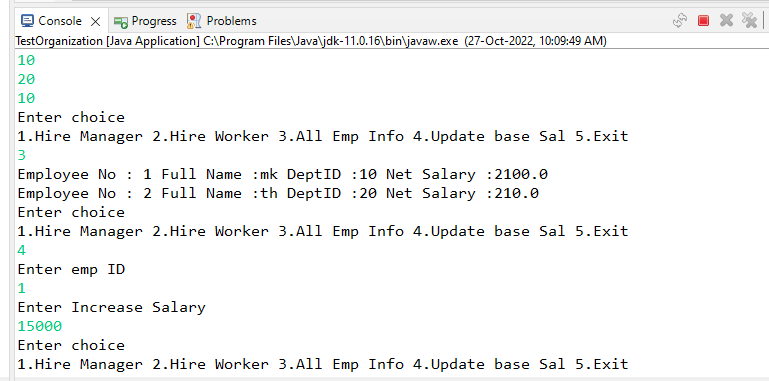 Console Progress Problems
TestOrganization [Java Application] C:\Program Files\Java\jdk-11.0.16\bin\javaw.exe (27-Oct-2022, 10:09:49 AM)
10
20
10
Enter choice
1.Hire Manager 2.Hire Worker 3.All Emp Info 4.Update base Sal 5.Exit
3
Employee No : 1 Full Name :mk DeptID :10 Net Salary :2100.0
Employee No : 2 Full Name :th DeptID :20 Net Salary :210.0
Enter choice
1.Hire Manager 2.Hire Worker 3.All Emp Info 4.Update base Sal 5.Exit
4
Enter emp ID
1
Enter Increase Salary
15000
Enter choice
1.Hire Manager 2.Hire Worker 3.All Emp Info 4.Update base Sal 5.Exit